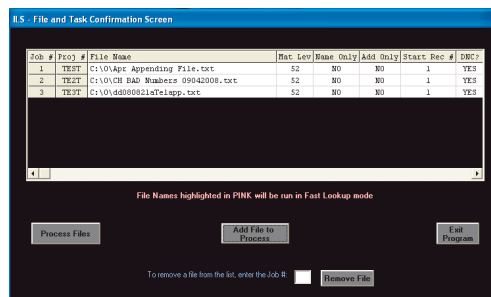 ILS - File and Task Confirmation Screen
Job # Proj # File Name Mat Lev Name Only Add Only Start Rec # DNC?
1 TEST C:\0\Apr Appending File.txt 52 NO NO 1 YES
2 TE2T C:\0\CH BAD Numbers 09042008.txt 52 NO NO 1 YES
3 TE3T C:\0\dd080821aTelapp.txt 52 NO NO 1 YES
File Names highlighted in PINK will be run in Fast Lookup mode
Process Files
Add File to
Process
Exit
Program
To remove a file from the list, enter the Job #:
Remove File